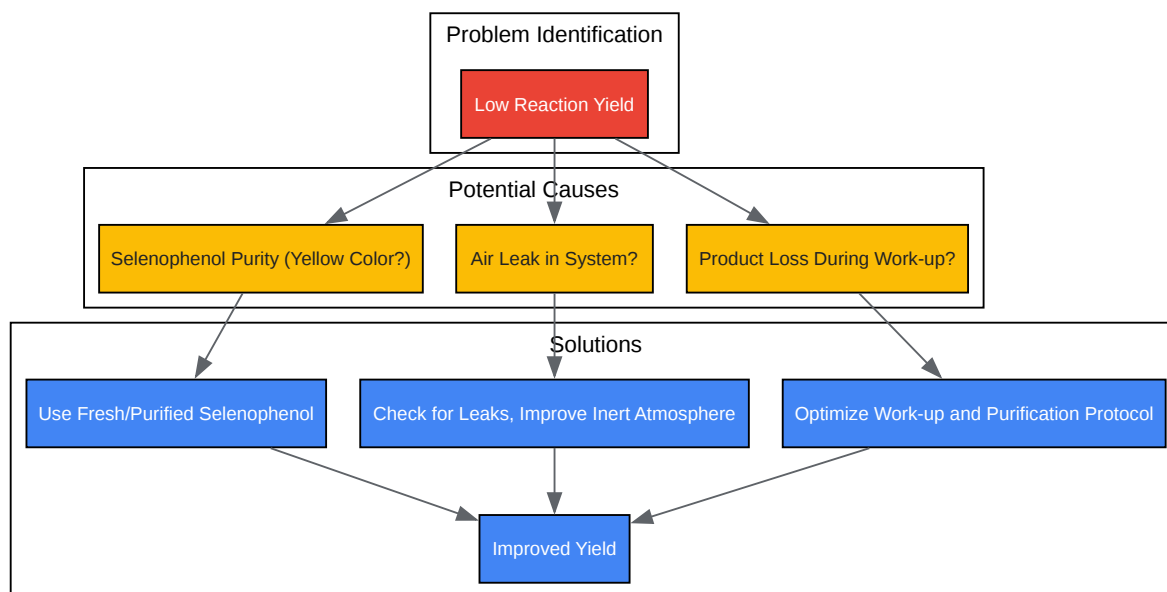 Problem Identification
Low Reaction Yield
Potential Causes
Selenophenol Purity (Yellow Color?)
Air Leak in System?
Product Loss During Work-up?
Solutions
Use Fresh/Purified Selenophenol
Check for Leaks, Improve Inert Atmosphere
Optimize Work-up and Purification Protocol
Improved Yield